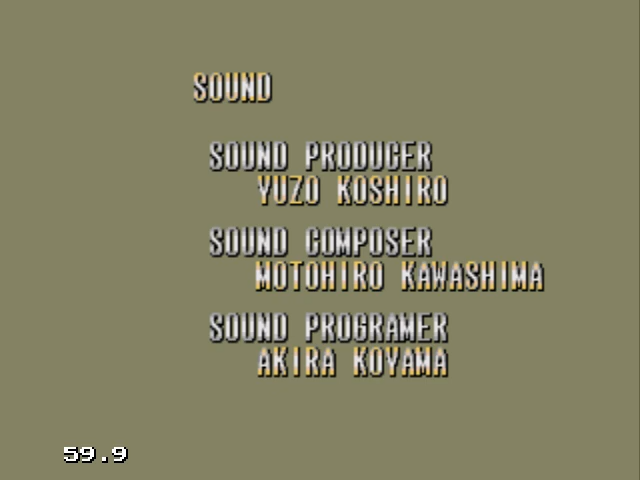 SOUND
SOUND PRODUCER
YUZO KOSHIRO
SOUND COMPOSER
MOTOHIRO KAWASHIMA
SOUND PROGRAMER
AKIRA KOYAMA
59.9